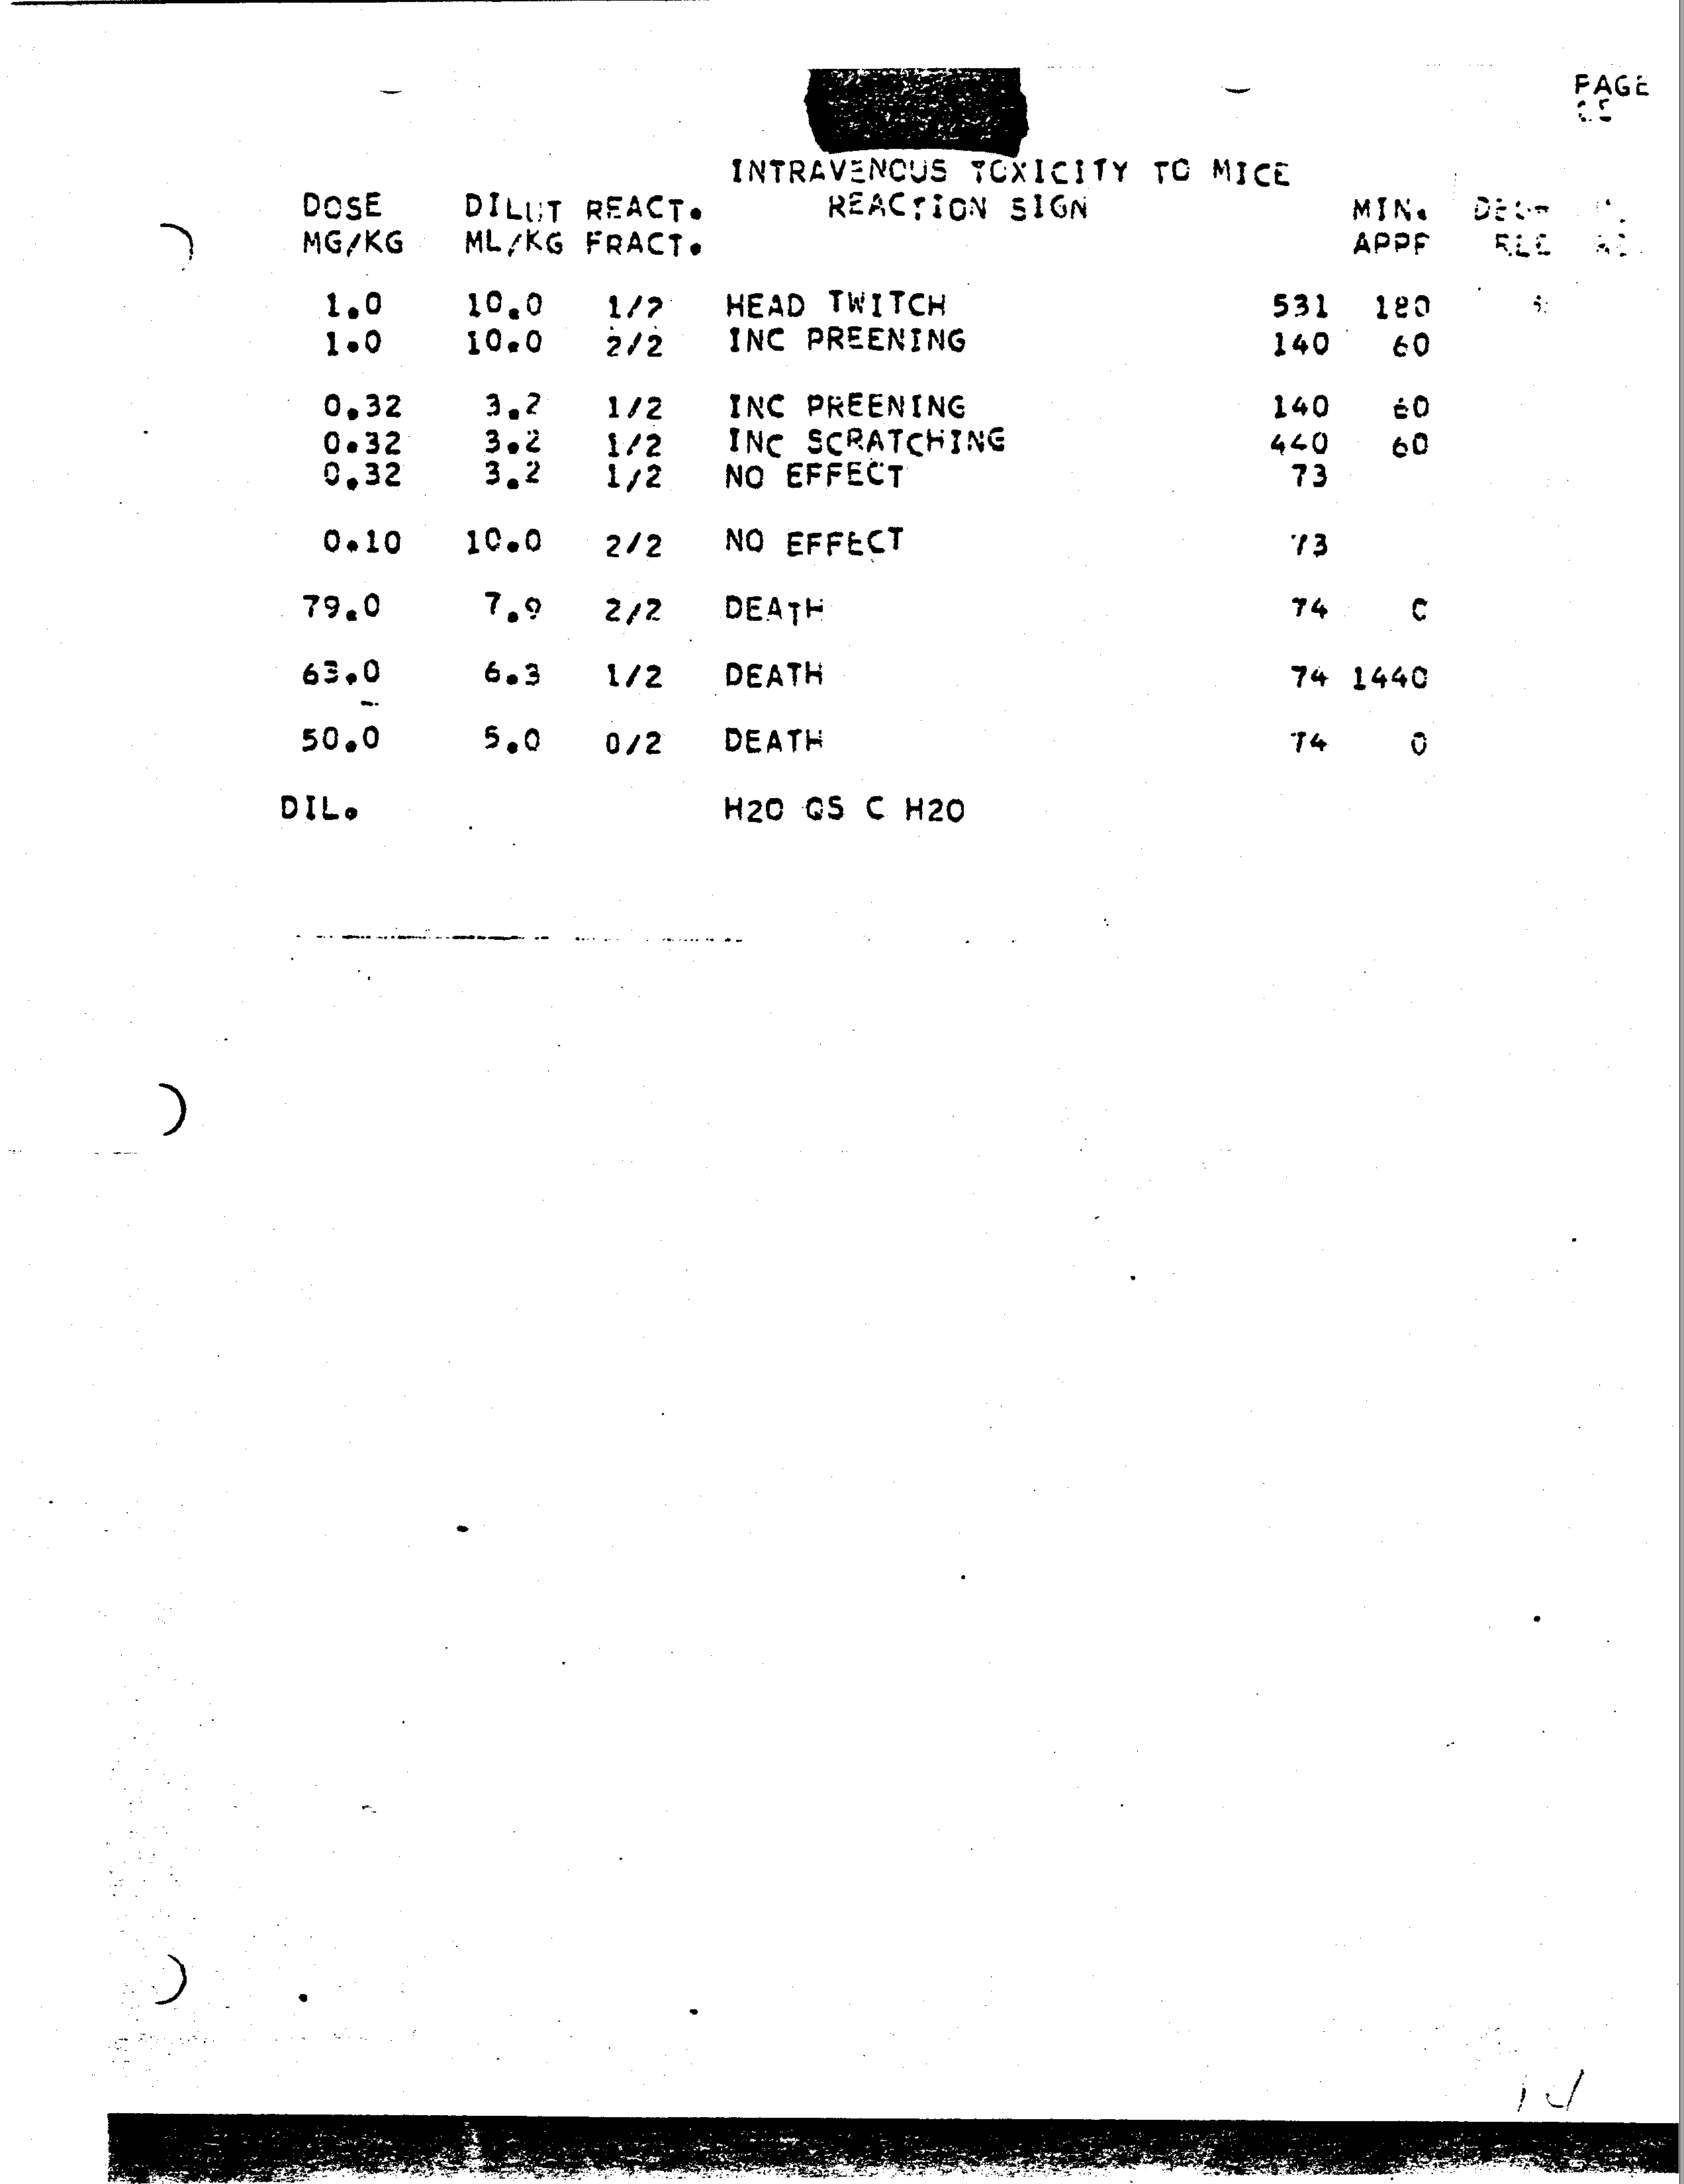 PAGE
INTRAVENOUS TOXICITY TO MICE
DOSE DILUT REACT. REACTION SIGN MIN.
MG/KG ML/KG FRACT. APPR
1.0 10.0 1/2 HEAD TWITCH 531 180
1.0 10.0 2/2 INC PREENING 140 60
0.32 3.2 1/2 INC PREENING 140 60
0.32 3.2 1/2 INC SCRATCHING 440 60
0.32 3.2 1/2 NO EFFECT 73
0.10 10.0 2/2 NO EFFECT 73
79.0 7.9 2/2 DEATH 74 0
63.0 6.3 1/2 DEATH 74 1440
50.0 5.0 0/2 DEATH 74 0
DIL. H2O QS C H2O